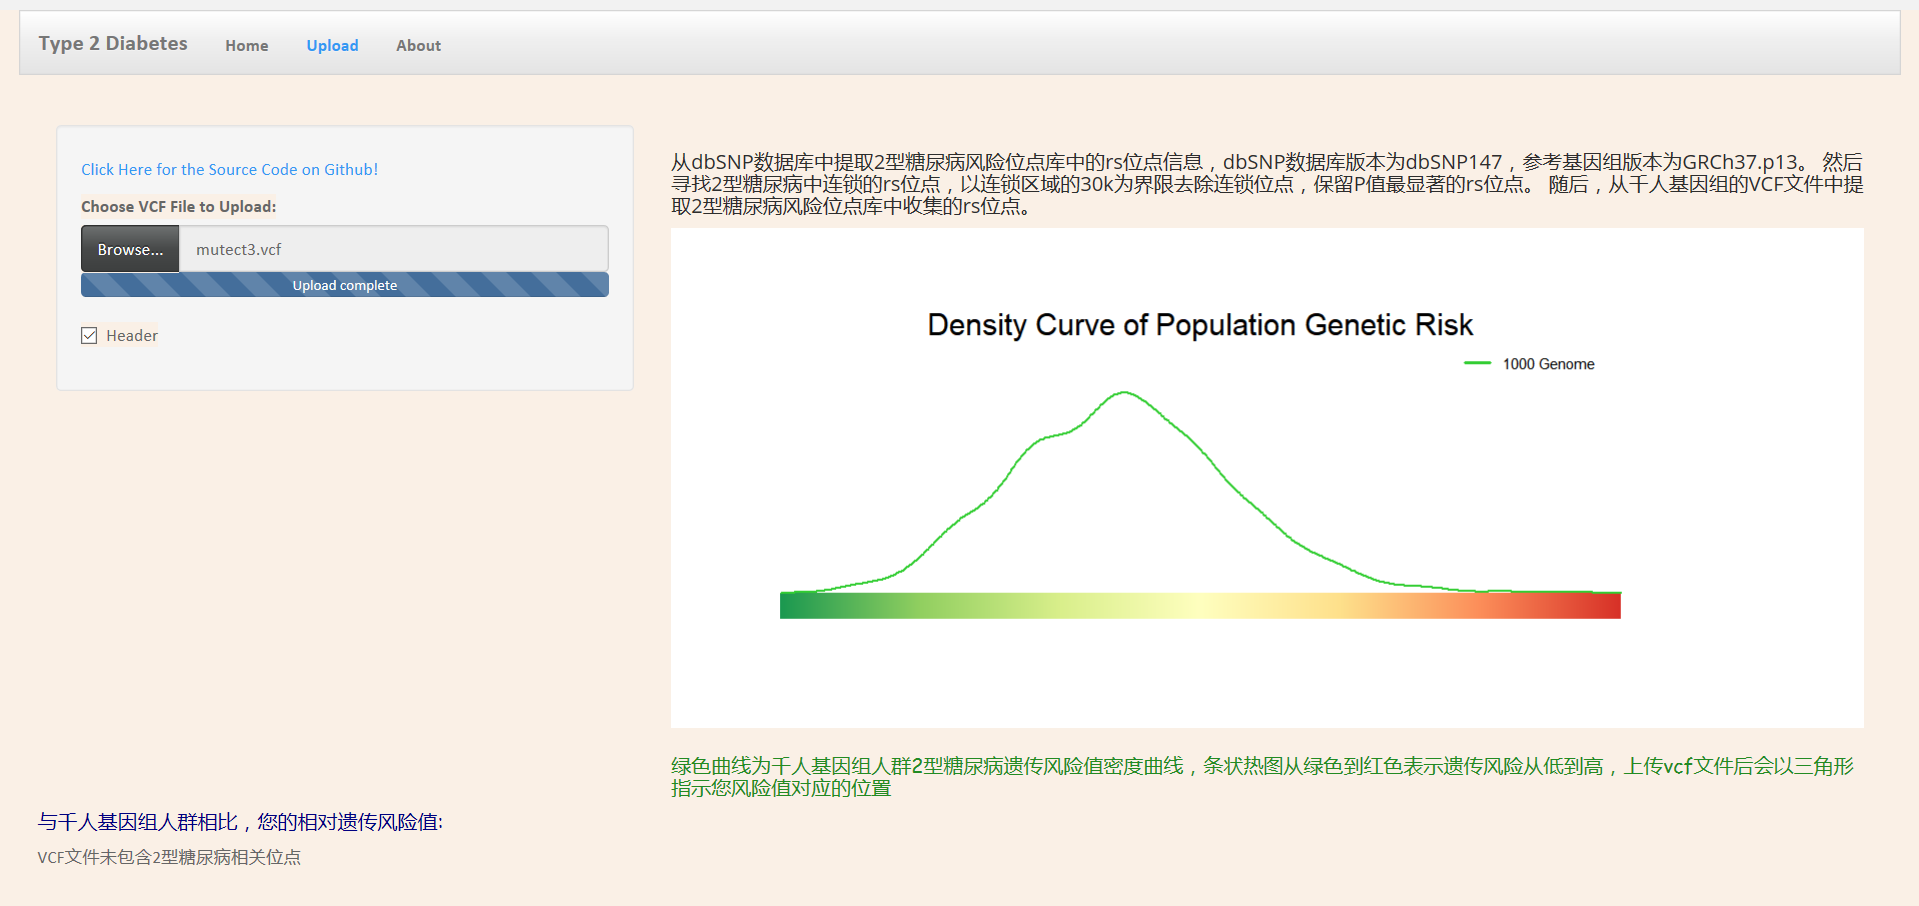 Type 2 Diabetes Home Upload About
Click Here for the Source Code on Github!
Choose VCF File to Upload:
Browse... mutect3.vcf
Upload complete
Header
从dbSNP数据库中提取2型糖尿病风险位点库中的rs位点信息，dbSNP数据库版本为dbSNP147，参考基因组版本为GRCh37.p13。 然后
寻找2型糖尿病中连锁的rs位点，以连锁区域的30k为界限去除连锁位点，保留P值最显著的rs位点。 随后，从千人基因组的VCF文件中提
取2型糖尿病风险位点库中收集的rs位点。
Density Curve of Population Genetic Risk
1000 Genome
绿色曲线为千人基因组人群2型糖尿病遗传风险值密度曲线，条状热图从绿色到红色表示遗传风险从低到高，上传vcf文件后会以三角形
指示您风险值对应的位置
与千人基因组人群相比，您的相对遗传风险值:
VCF文件未包含2型糖尿病相关位点